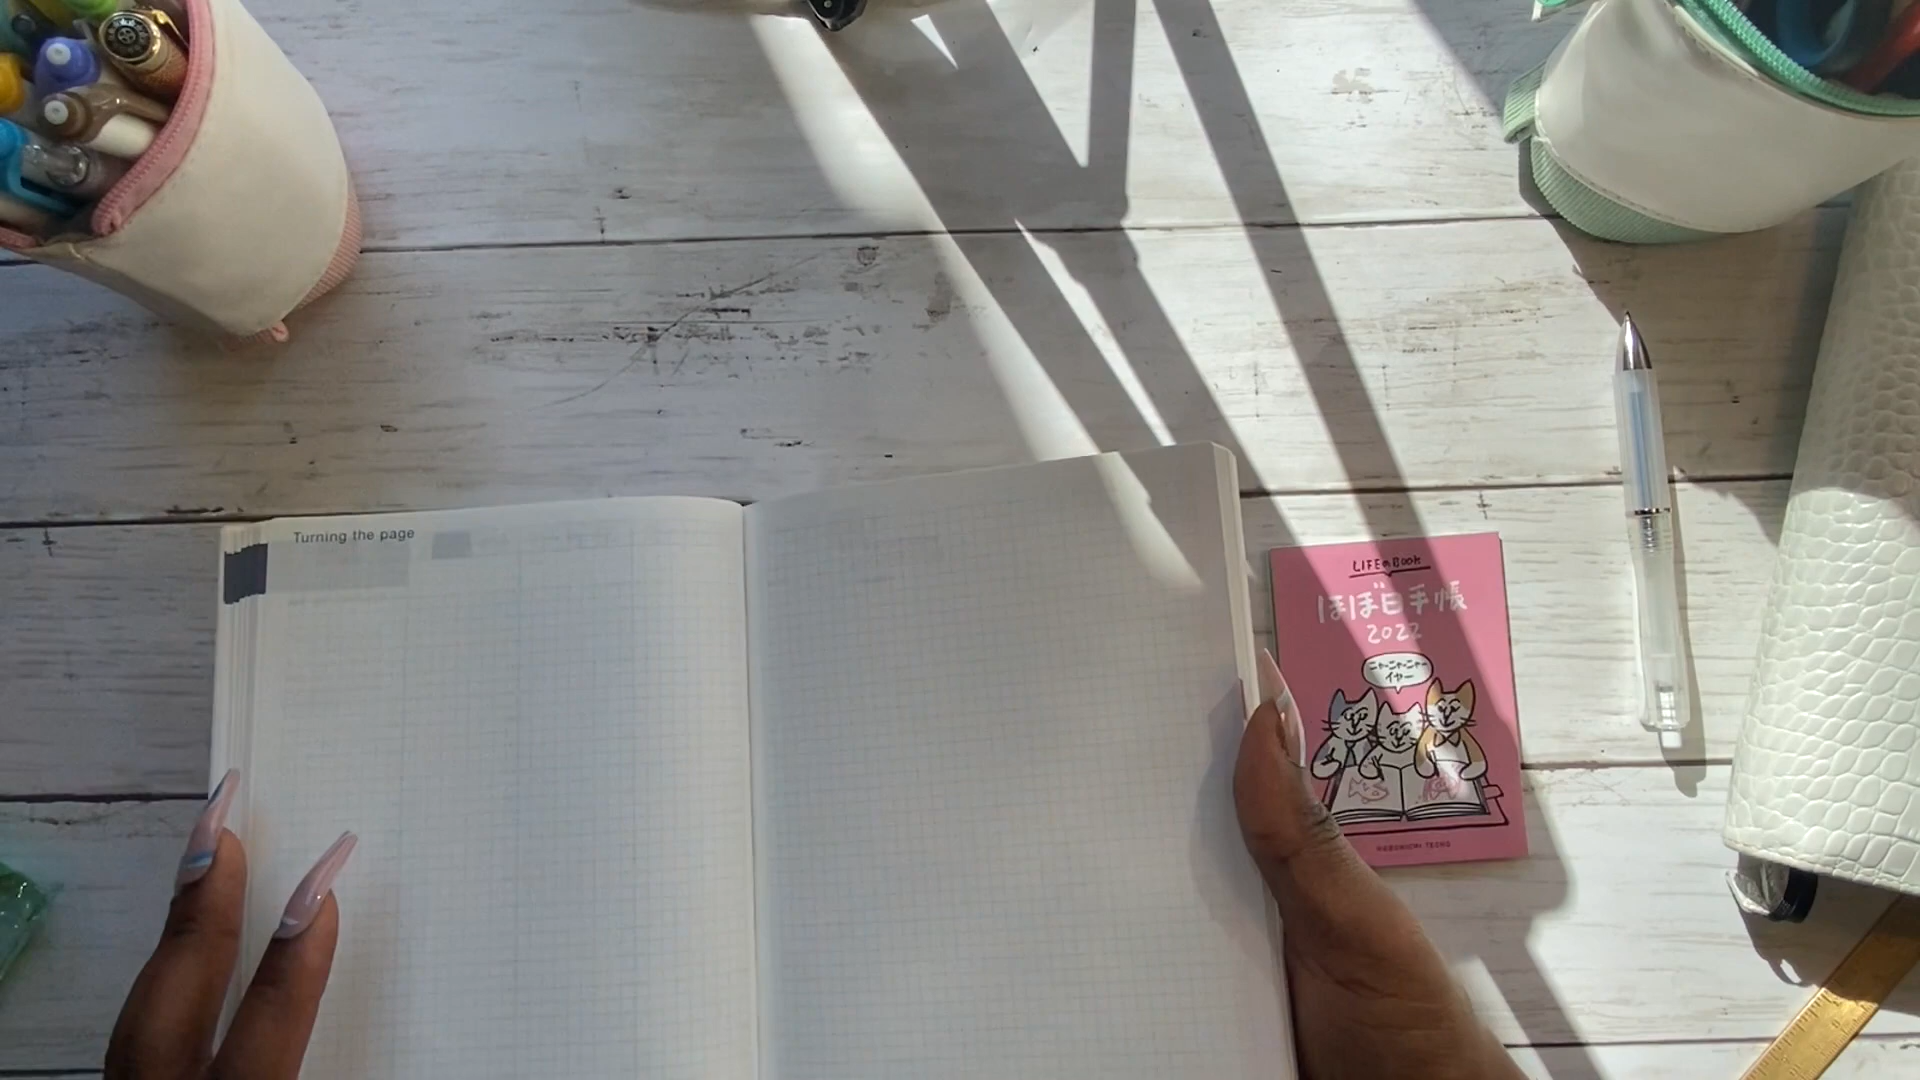 Turning the page
LIFEのBOOK
ほぼ日手帳
2022
ニャーニャーニャー
イヤー
HOBONICHI TECHO